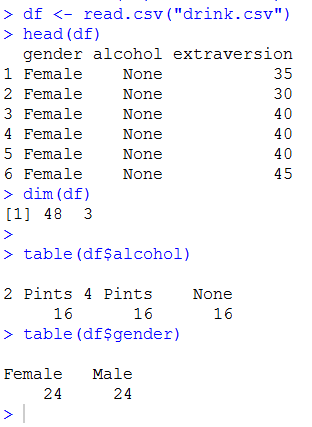 > df <- read.csv("drink.csv")
> head(df)
  gender alcohol extraversion
1 Female    None           35
2 Female    None           30
3 Female    None           40
4 Female    None           40
5 Female    None           40
6 Female    None           45
> dim(df)
[1] 48  3
>
> table(df$alcohol)

2 Pints 4 Pints    None
     16      16      16
> table(df$gender)

Female   Male
    24     24
>